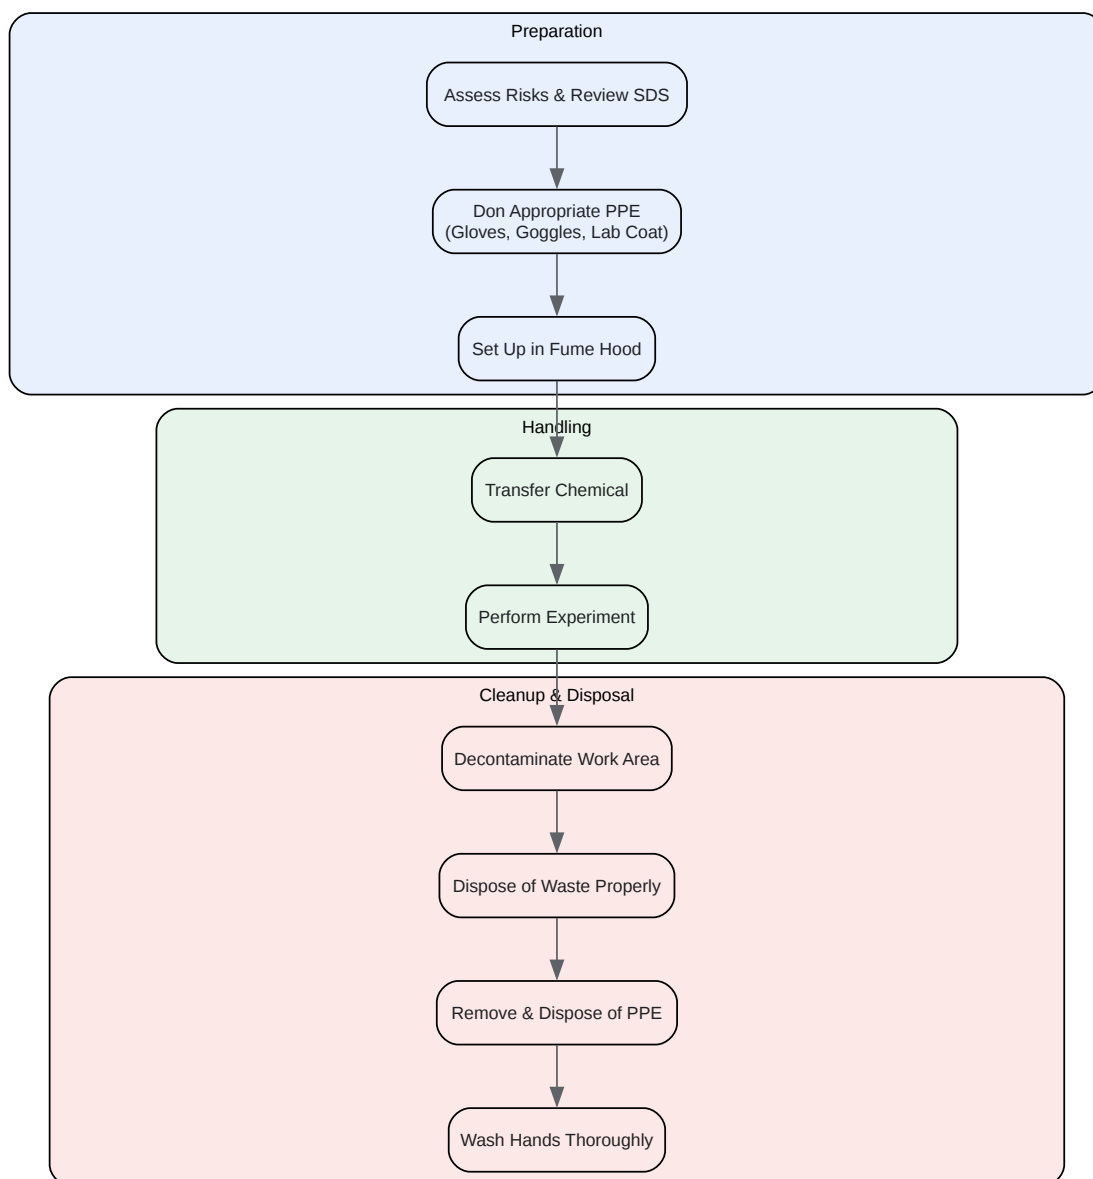 Preparation
Assess Risks & Review SDS
Don Appropriate PPE
(Gloves, Goggles, Lab Coat)
Set Up in Fume Hood
Handling
Transfer Chemical
Perform Experiment
Cleanup & Disposal
Decontaminate Work Area
Dispose of Waste Properly
Remove & Dispose of PPE
Wash Hands Thoroughly